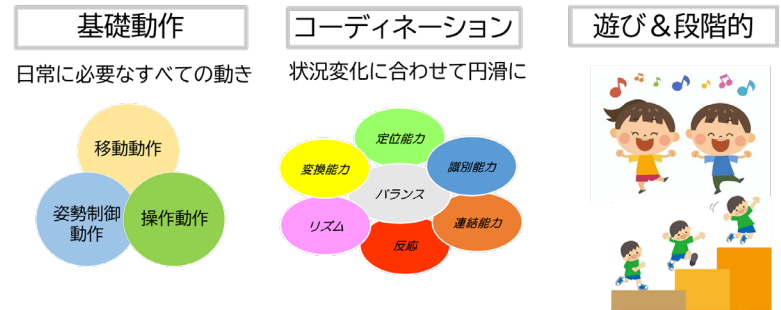 基礎動作
日常に必要なすべての動き
移動動作
姿勢制御
動作
操作動作
コーディネーション
状況変化に合わせて円滑に
定位能力
変換能力
識別能力
バランス
リズム
連結能力
反応
遊び＆段階的